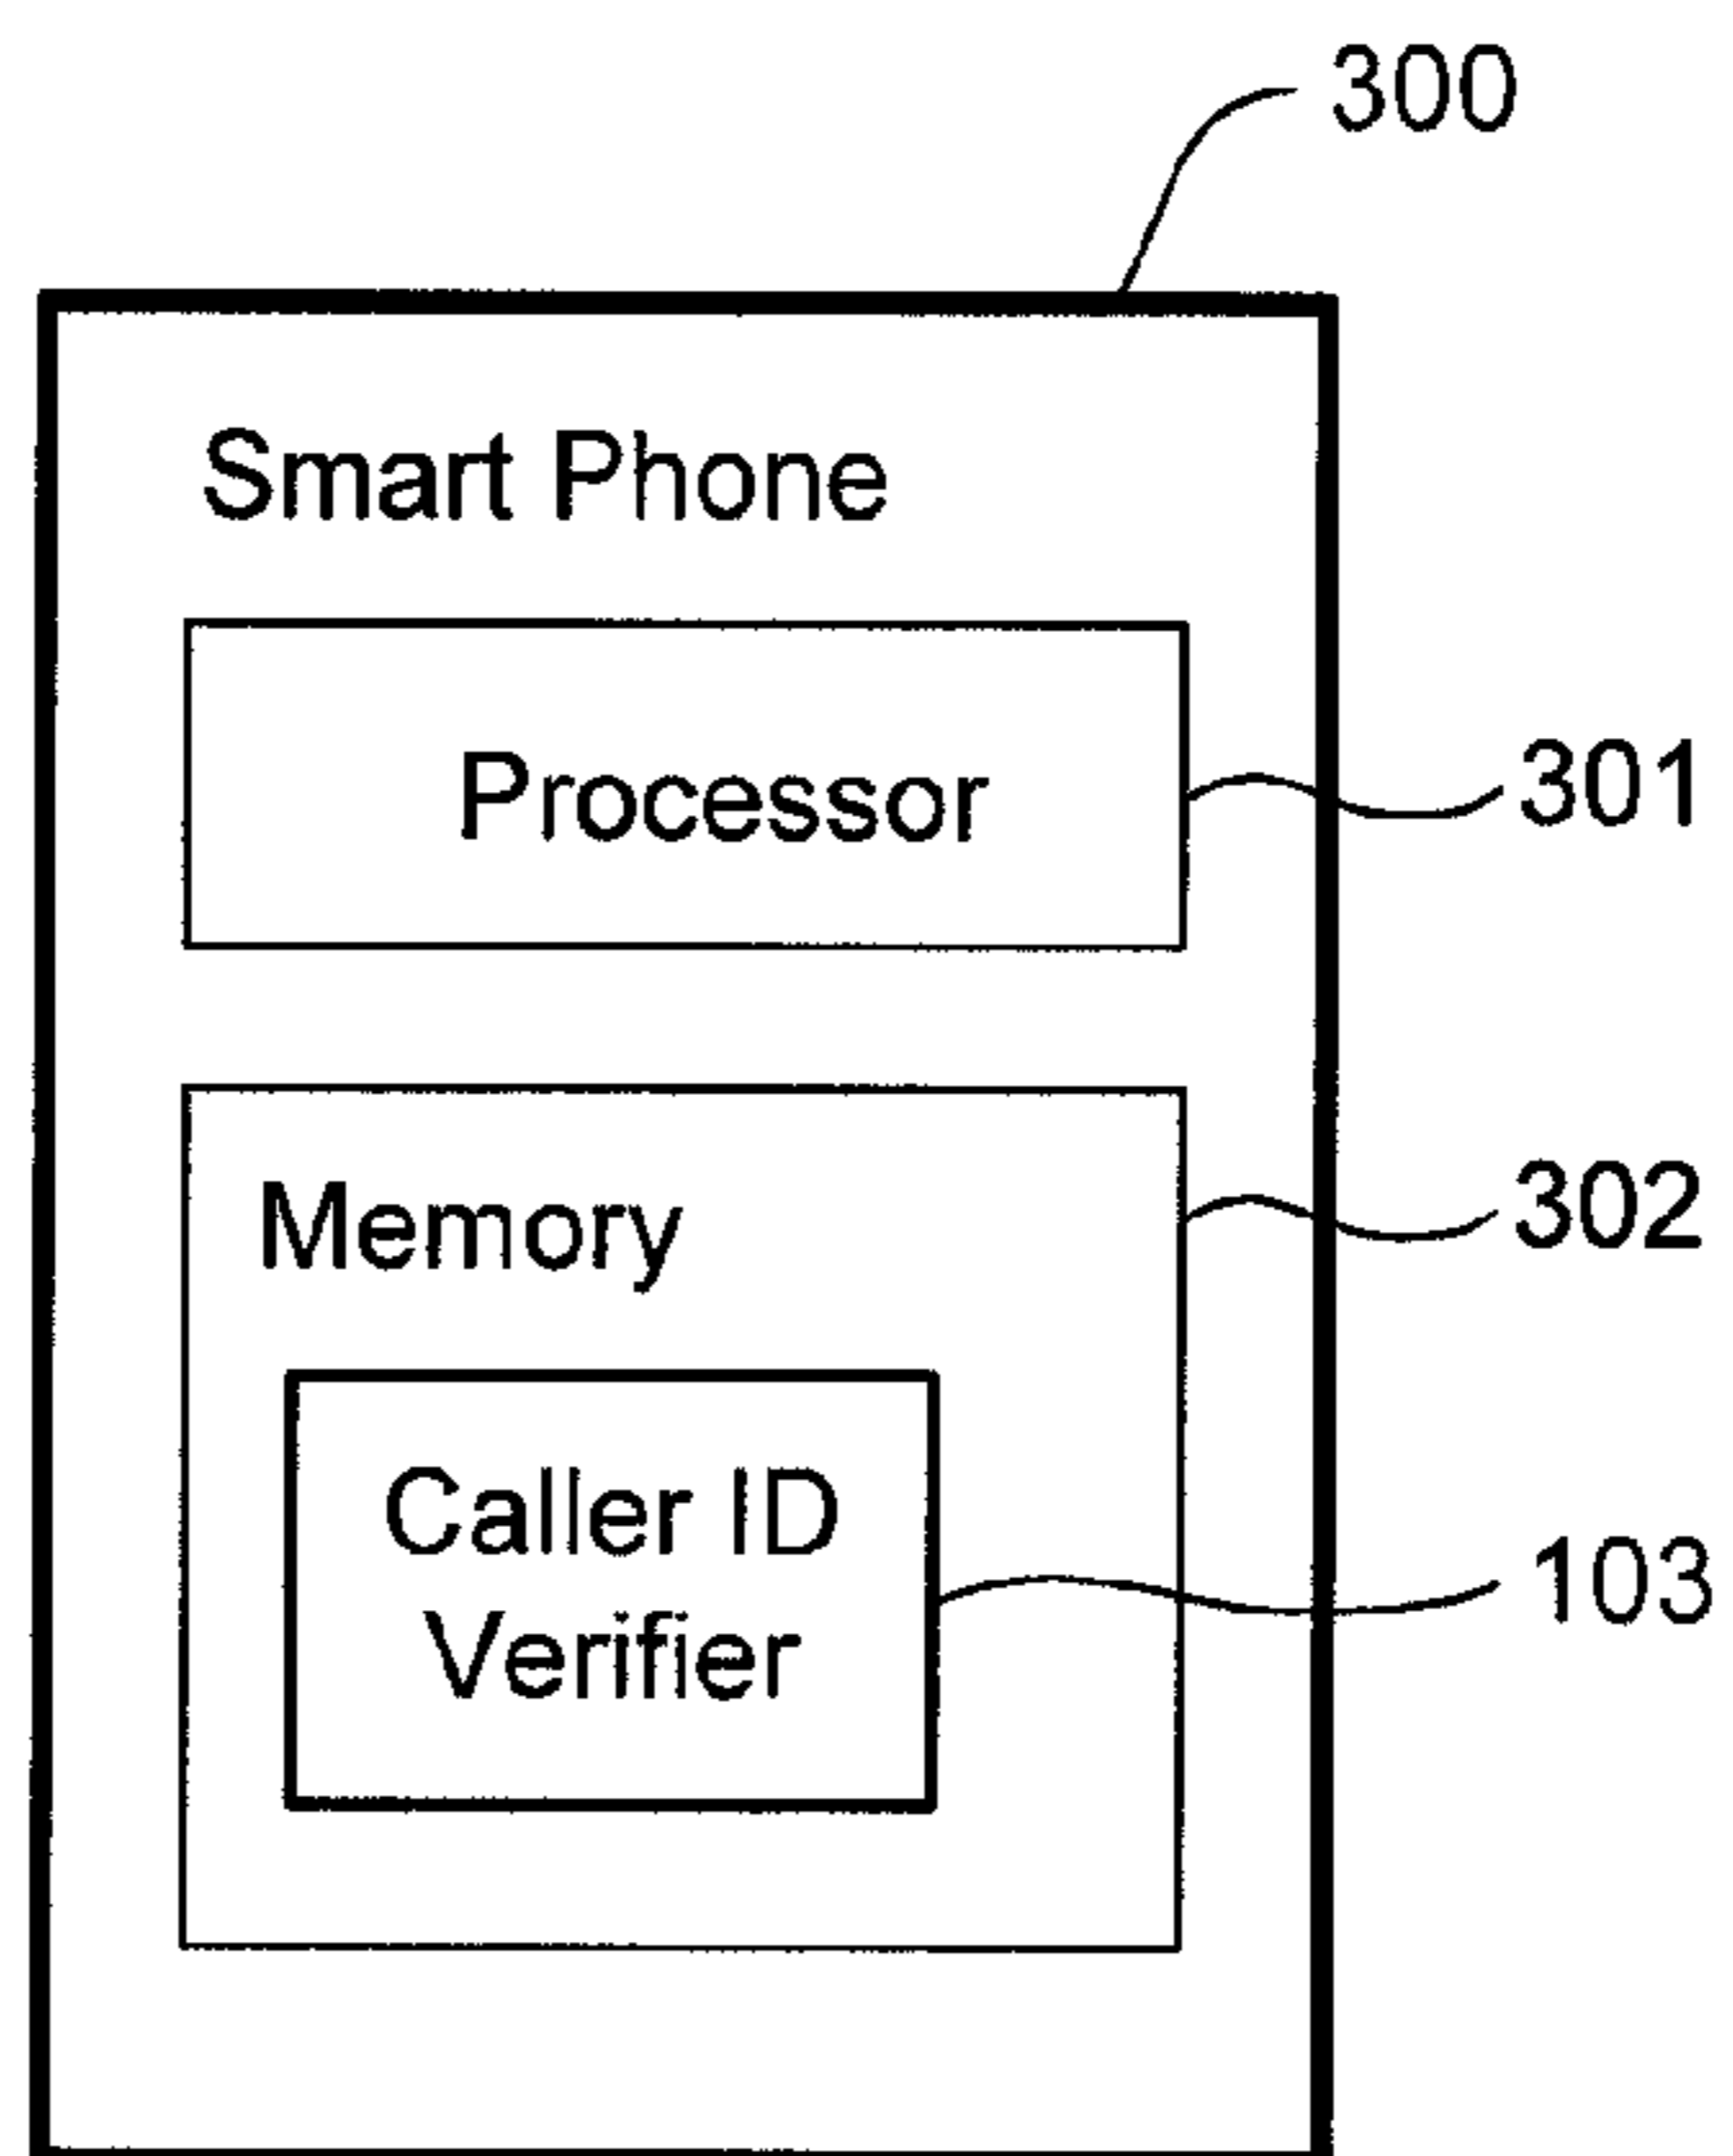 300
Smart Phone
Processor
301
Memory
302
Caller ID
Verifier
103